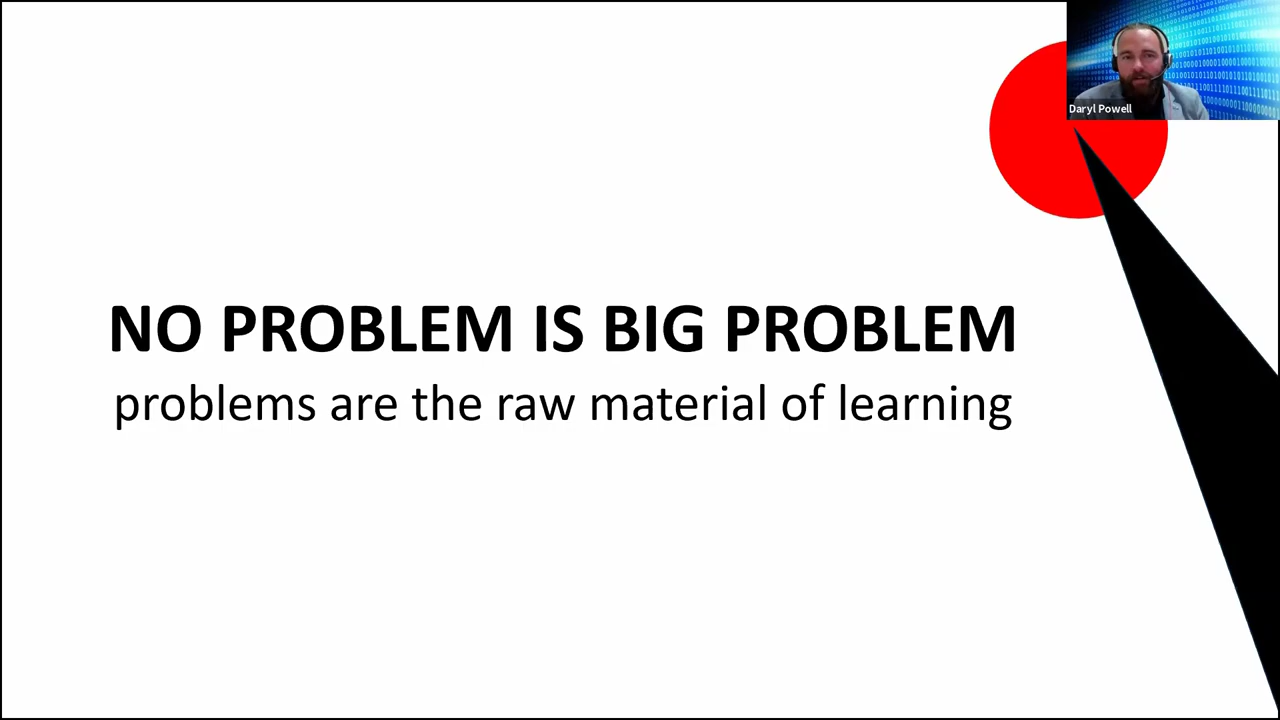 Daryl Powell
NO PROBLEM IS BIG PROBLEM
problems are the raw material of learning